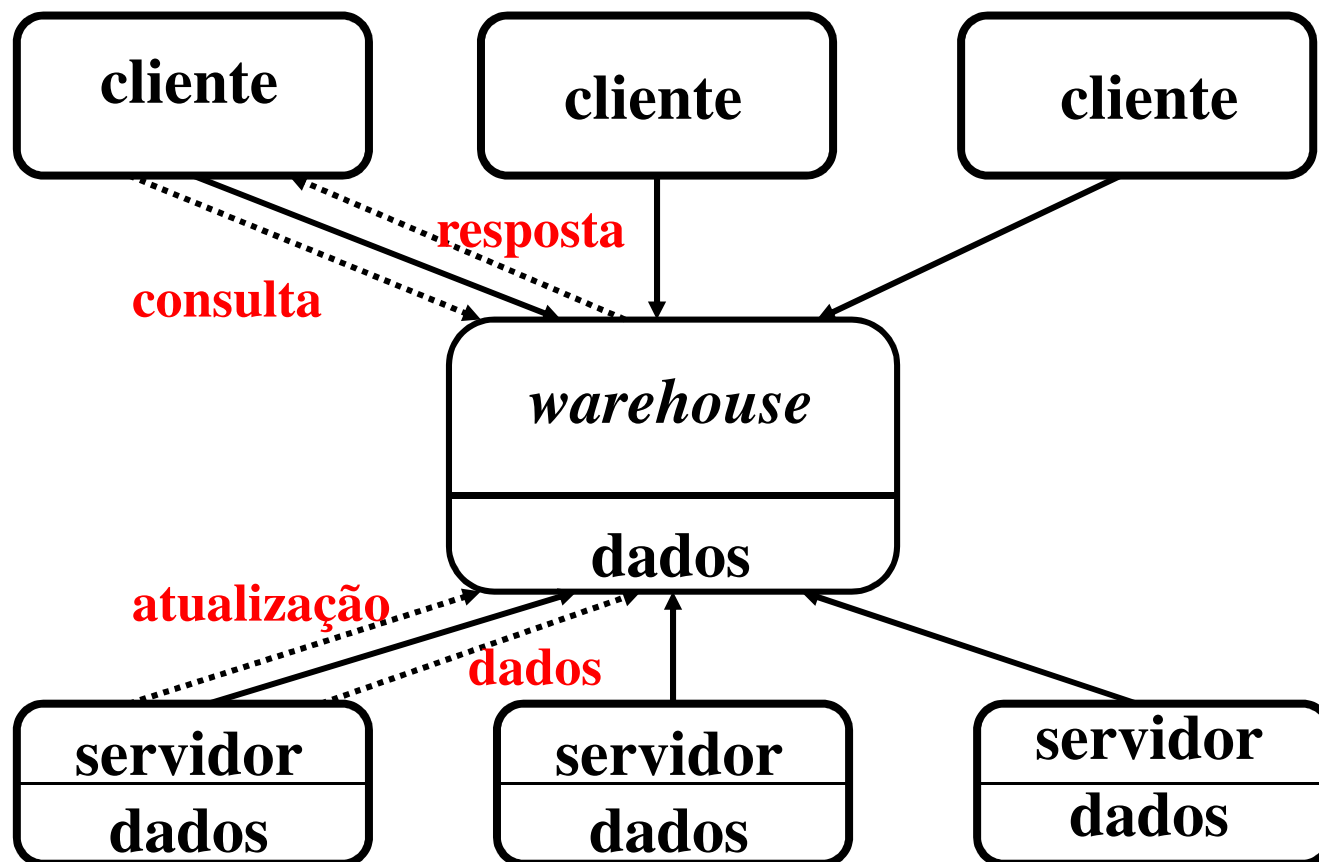 cliente
cliente
cliente
resposta
consulta
warehouse
dados
atualização
dados
servidor
dados
servidor
dados
servidor
dados